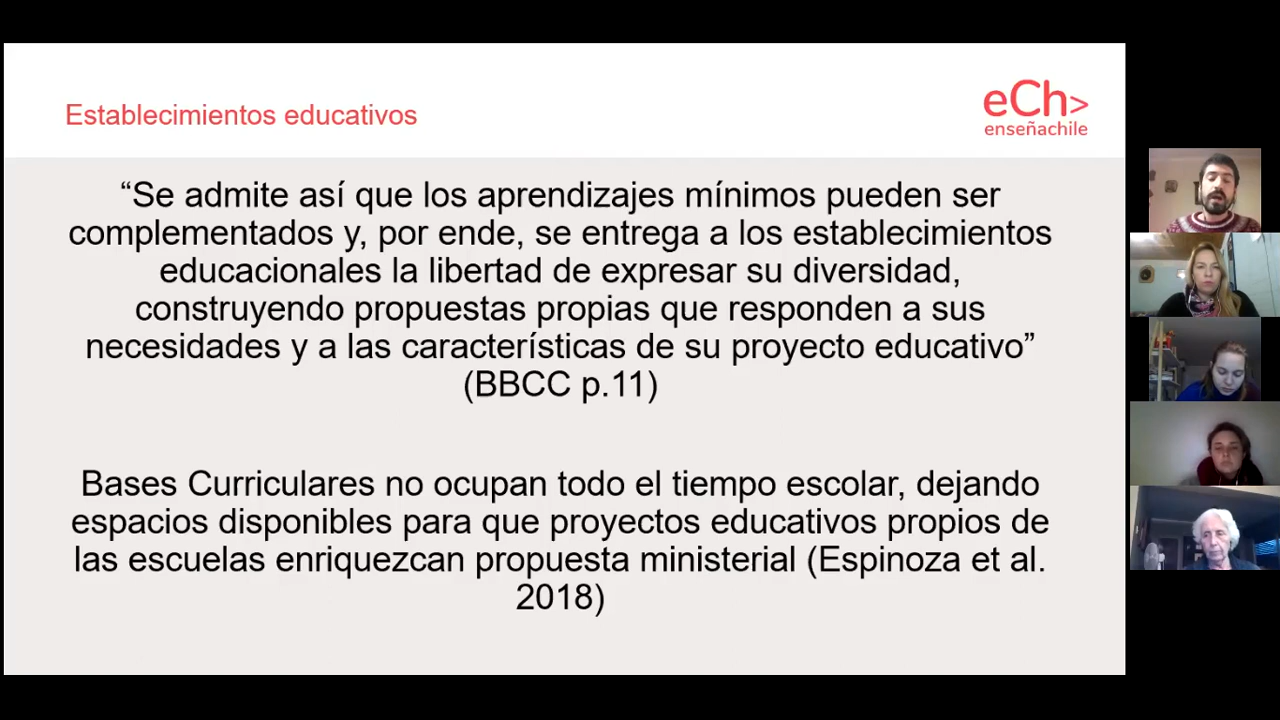 Establecimientos educativos
eCh>
enseñachile
“Se admite así que los aprendizajes mínimos pueden ser
complementados y, por ende, se entrega a los establecimientos
educacionales la libertad de expresar su diversidad,
construyendo propuestas propias que responden a sus
necesidades y a las características de su proyecto educativo”
(BBCC p.11)
Bases Curriculares no ocupan todo el tiempo escolar, dejando
espacios disponibles para que proyectos educativos propios de
las escuelas enriquezcan propuesta ministerial (Espinoza et al.
2018)